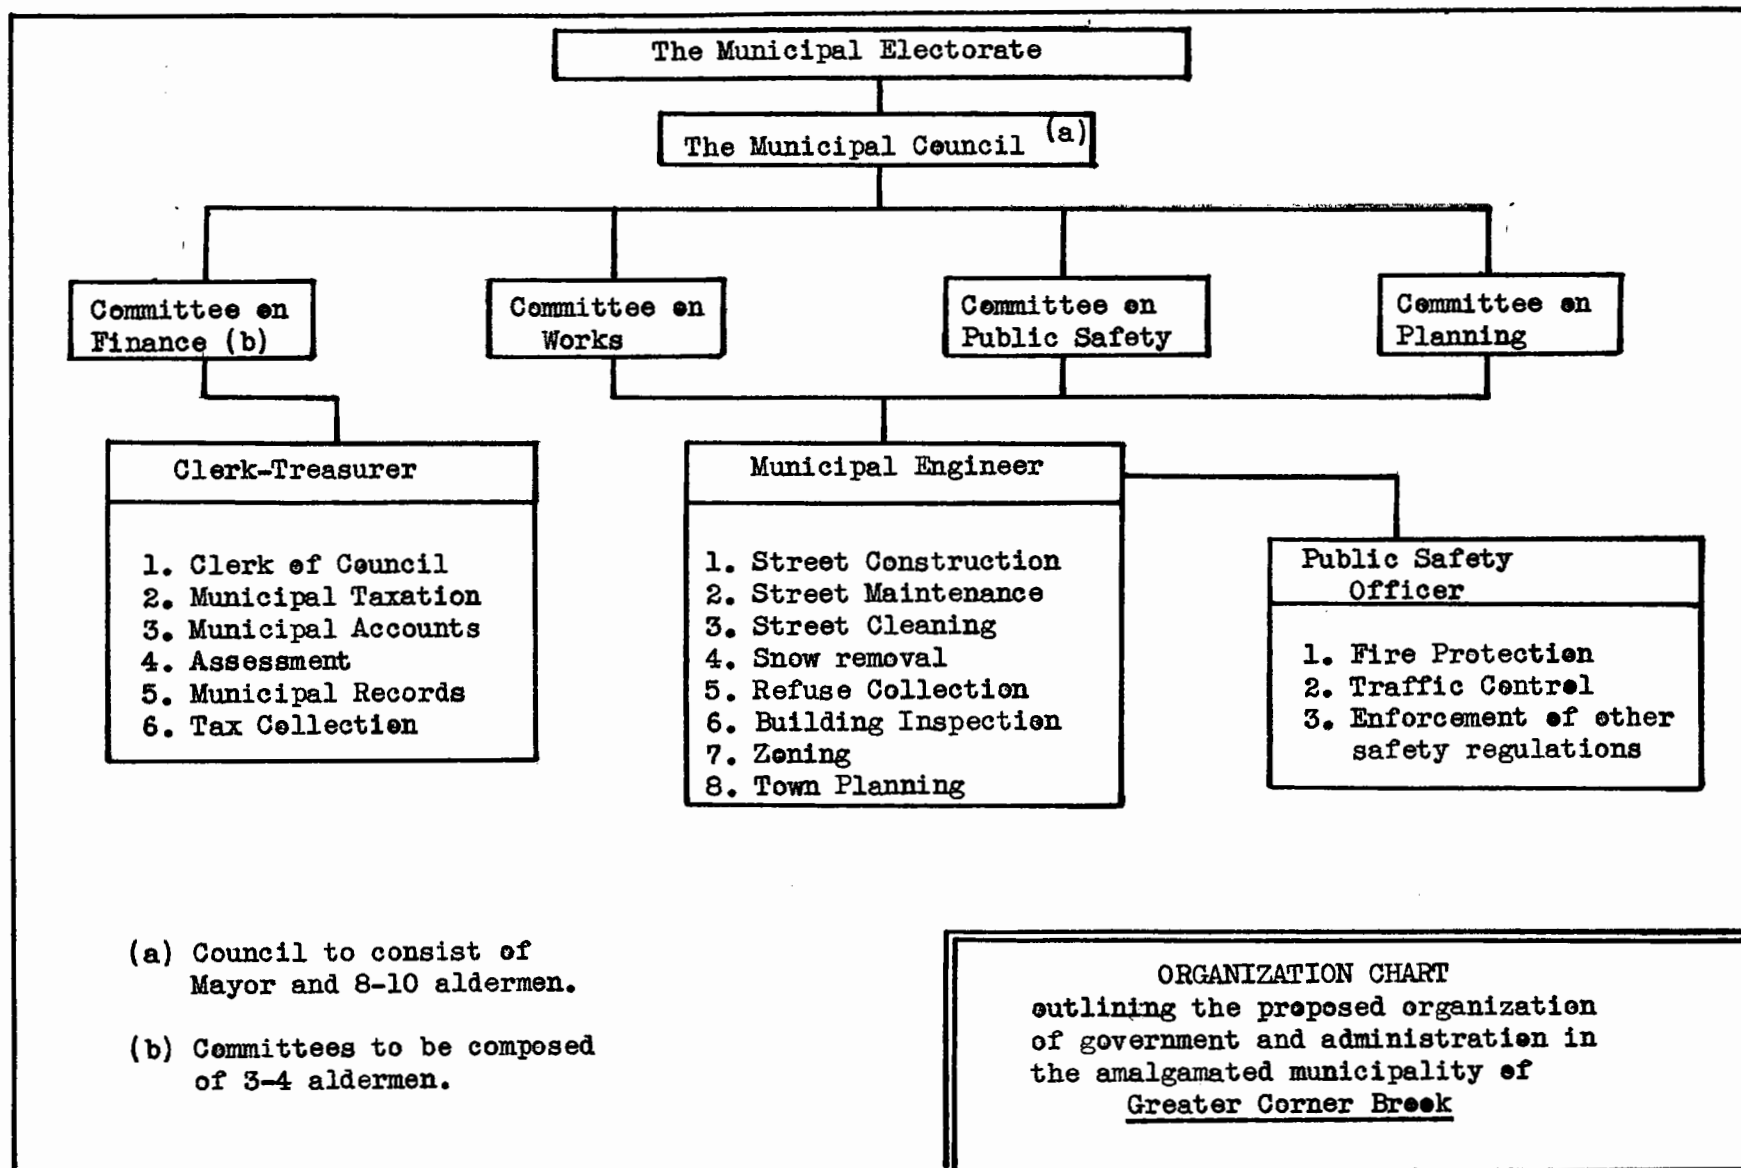 The Municipal Electorate
The Municipal Council (a)
Committee on
Finance (b)
Committee on
Works
Committee on
Public Safety
Committee on
Planning
Clerk-Treasurer
1. Clerk of Council
2. Municipal Taxation
3. Municipal Accounts
4. Assessment
5. Municipal Records
6. Tax Collection
Municipal Engineer
1. Street Construction
2. Street Maintenance
3. Street Cleaning
4. Snow removal
5. Refuse Collection
6. Building Inspection
7. Zoning
8. Town Planning
Public Safety
Officer
1. Fire Protection
2. Traffic Control
3. Enforcement of other
safety regulations
(a) Council to consist of
Mayor and 8-10 aldermen.
(b) Committees to be composed
of 3-4 aldermen.
ORGANIZATION CHART
outlining the proposed organization
of government and administration in
the amalgamated municipality of
Greater Corner Brook